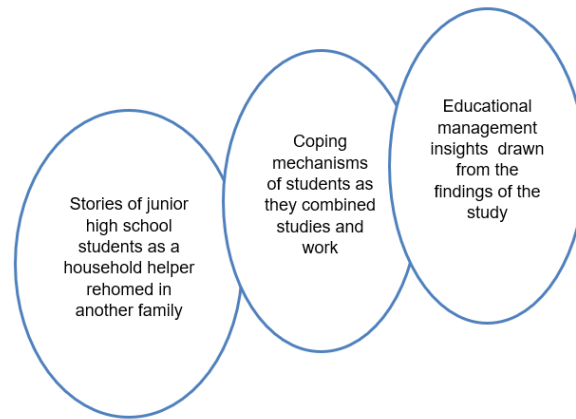 Stories of junior
high school
students as a
household helper
rehomed in
another family
Coping
mechanisms
of students as
they combined
studies and
work
Educational
management
insights  drawn
from the
findings of the
study